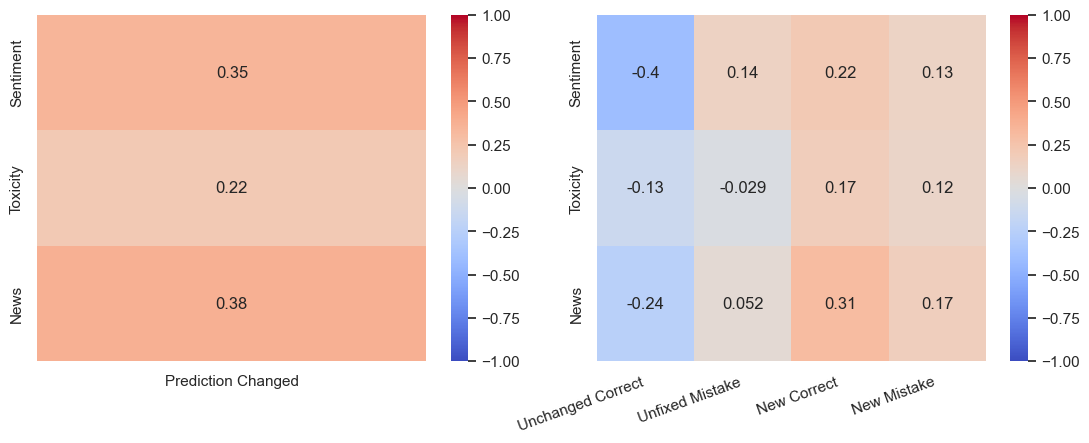 Sentiment
Toxicity
News
0.35
0.22
0.38
Prediction Changed
1.00
0.75
0.50
0.25
0.00
−0.25
−0.50
−0.75
−1.00
Sentiment
Toxicity
News
-0.4 0.14 0.22 0.13
-0.13 -0.029 0.17 0.12
-0.24 0.052 0.31 0.17
Unchanged Correct
Unfixed Mistake
New Correct
New Mistake
1.00
0.75
0.50
0.25
0.00
−0.25
−0.50
−0.75
−1.00